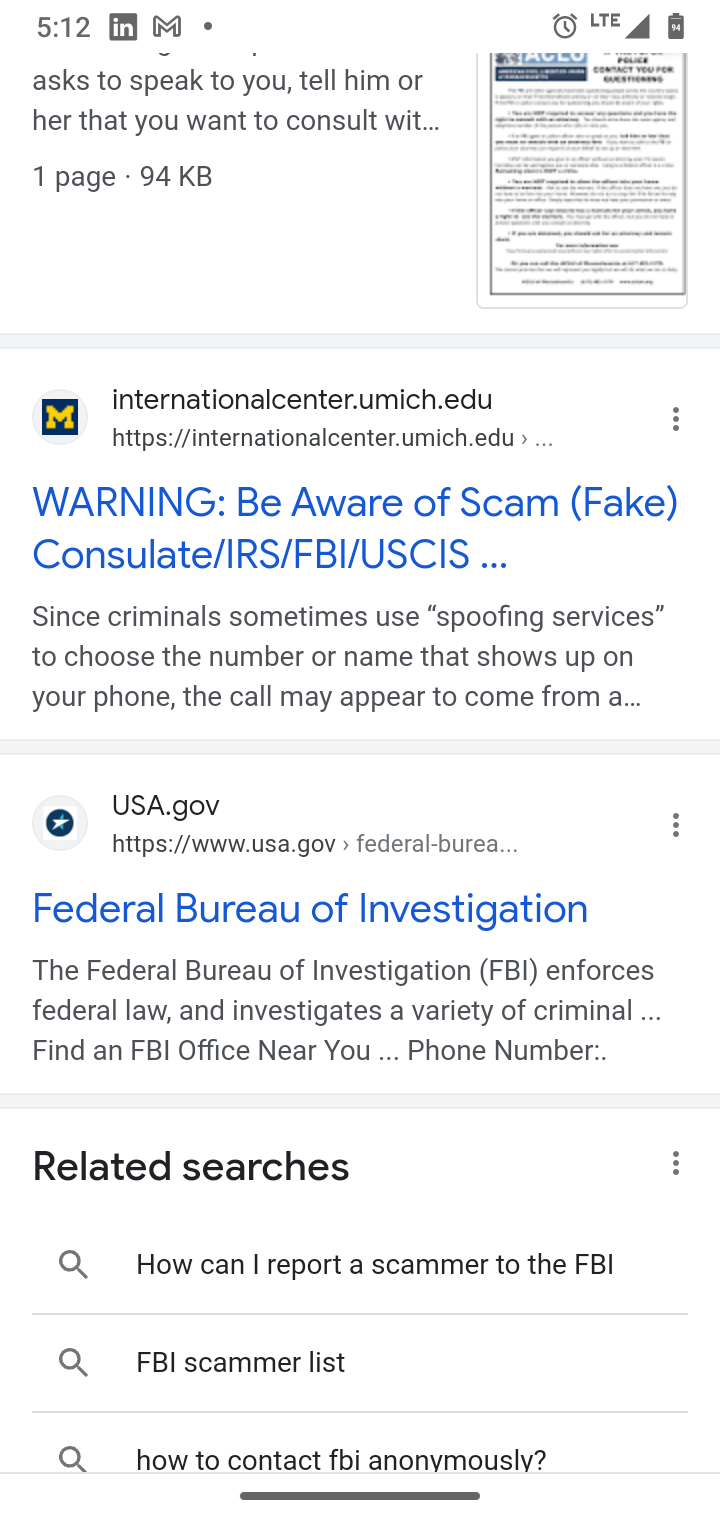 5:12
LTE
94
asks to speak to you, tell him or
her that you want to consult wit...
1 page · 94 KB
POLICE
CONTACT YOU FOR
QUESTIONING
internationalcenter.umich.edu
https://internationalcenter.umich.edu › ...
WARNING: Be Aware of Scam (Fake)
Consulate/IRS/FBI/USCIS ...
Since criminals sometimes use “spoofing services”
to choose the number or name that shows up on
your phone, the call may appear to come from a...
USA.gov
https://www.usa.gov › federal-burea...
Federal Bureau of Investigation
The Federal Bureau of Investigation (FBI) enforces
federal law, and investigates a variety of criminal ...
Find an FBI Office Near You ... Phone Number:.
Related searches
How can I report a scammer to the FBI
FBI scammer list
how to contact fbi anonymously?